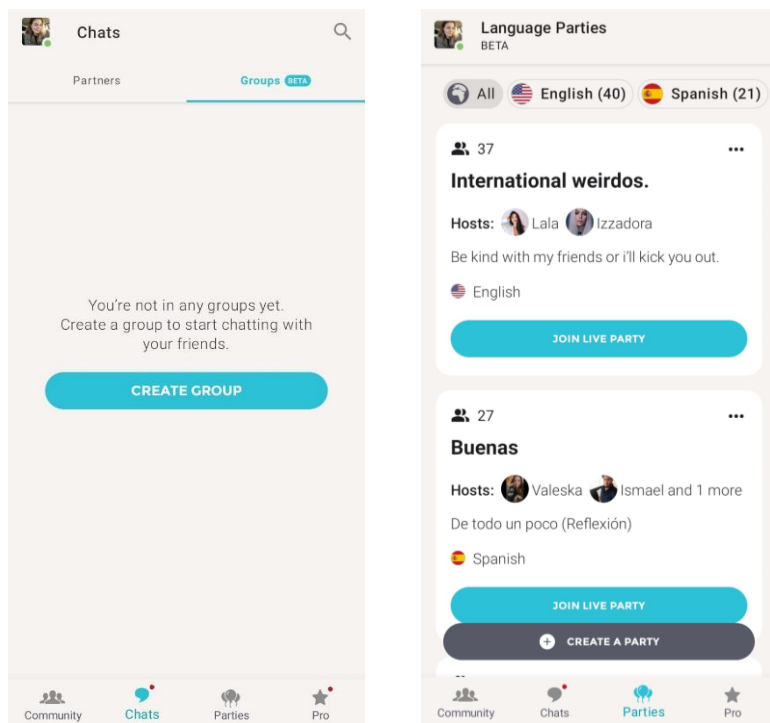 Chats
Partners
Groups BETA
You're not in any groups yet.
Create a group to start chatting with
your friends.
CREATE GROUP
Community
Chats
Parties
Pro
Language Parties
BETA
All
English (40)
Spanish (21)
37
International weirdos.
Hosts: Lala Izzadora
Be kind with my friends or i'll kick you out.
English
JOIN LIVE PARTY
27
Buenas
Hosts: Valeska Ismael and 1 more
De todo un poco (Reflexión)
Spanish
JOIN LIVE PARTY
CREATE A PARTY
Community
Chats
Parties
Pro